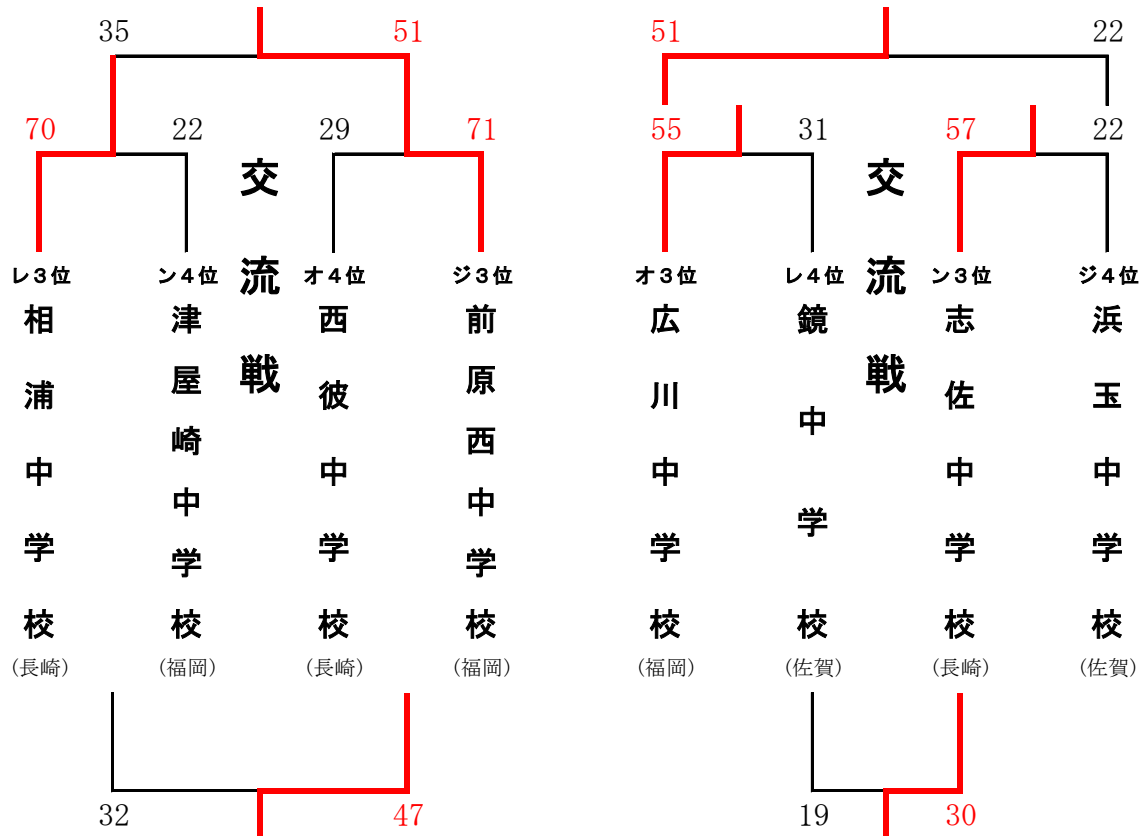 35 51 51 22
70 22 29 71 55 31 57 22
交流戦
交流戦
レ3位 ン4位 オ4位 ジ3位 オ3位 レ4位 ン3位 ジ4位
相浦中学校
津屋崎中学校
西彼中学校
前原西中学校
広川中学校
鏡中学校
志佐中学校
浜玉中学校
(長崎) (福岡) (長崎) (福岡) (福岡) (佐賀) (長崎) (佐賀)
32 47 19 30